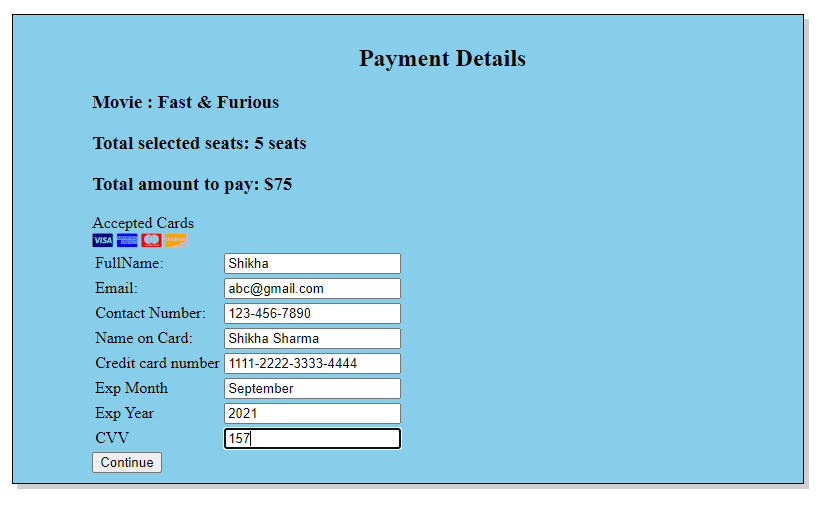 Payment Details
Movie : Fast & Furious
Total selected seats: 5 seats
Total amount to pay: $75
Accepted Cards
VISA
FullName: Shikha
Email: abc@gmail.com
Contact Number: 123-456-7890
Name on Card: Shikha Sharma
Credit card number 1111-2222-3333-4444
Exp Month September
Exp Year 2021
CVV 157
Continue